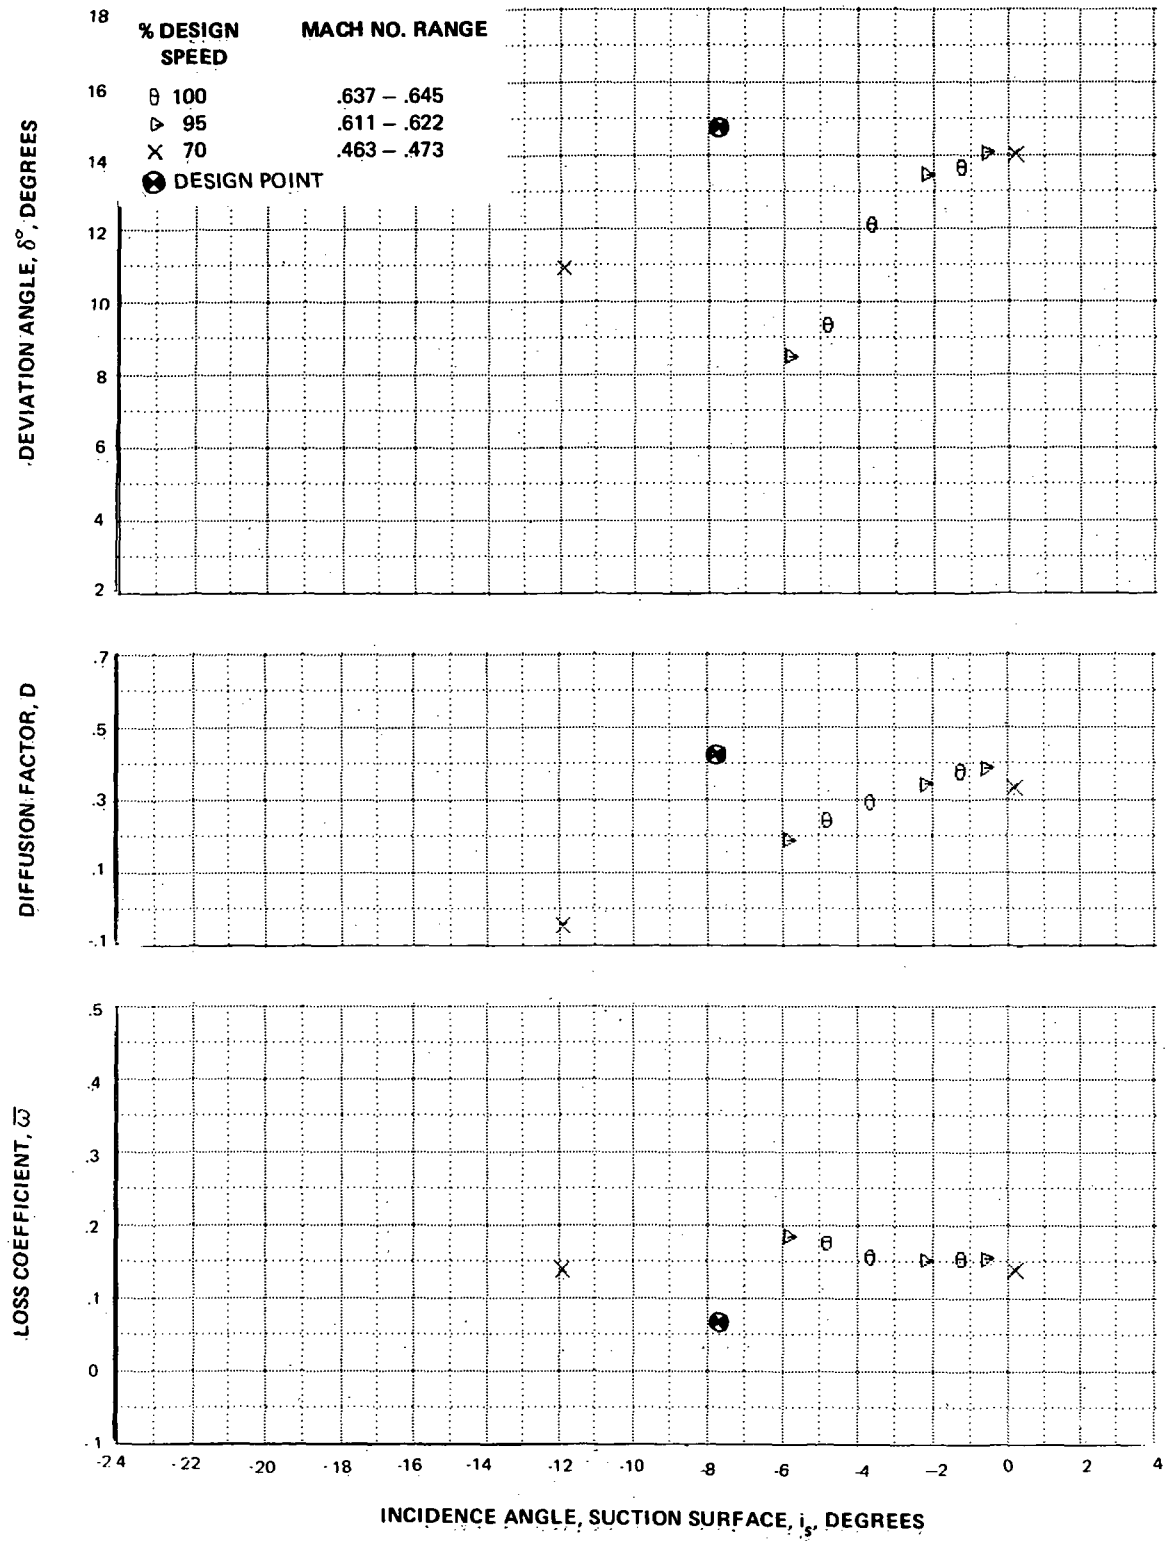 % DESIGN SPEED MACH NO. RANGE
θ 100 .637 – .645
▷ 95 .611 – .622
× 70 .463 – .473
DESIGN POINT
DEVIATION ANGLE, δ°, DEGREES
18
16
14
12
10
8
6
4
2
DIFFUSION FACTOR, D
.7
.5
.3
.1
-.1
LOSS COEFFICIENT, ω̅
.5
.4
.3
.2
.1
0
.1
-24 -22 -20 -18 -16 -14 -12 -10 -8 -6 -4 –2 0 2 4
INCIDENCE ANGLE, SUCTION SURFACE, iₛ, DEGREES